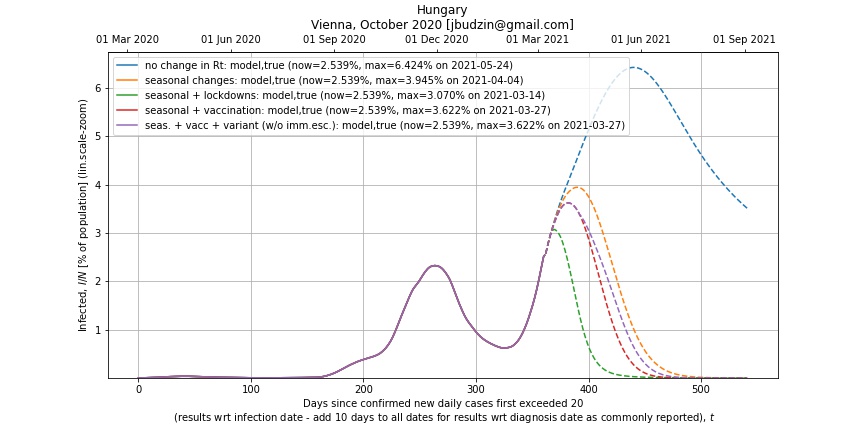 Hungary
Vienna, October 2020 [jbudzin@gmail.com]
01 Mar 2020 01 Jun 2020 01 Sep 2020 01 Dec 2020 01 Mar 2021 01 Jun 2021 01 Sep 2021
no change in Rt: model,true (now=2.539%, max=6.424% on 2021-05-24)
seasonal changes: model,true (now=2.539%, max=3.945% on 2021-04-04)
seasonal + lockdowns: model,true (now=2.539%, max=3.070% on 2021-03-14)
seasonal + vaccination: model,true (now=2.539%, max=3.622% on 2021-03-27)
seas. + vacc + variant (w/o imm.esc.): model,true (now=2.539%, max=3.622% on 2021-03-27)
Infected, I/N [% of population] (lin.scale-zoom)
6
5
4
3
2
1
0 100 200 300 400 500
Days since confirmed new daily cases first exceeded 20
(results wrt infection date - add 10 days to all dates for results wrt diagnosis date as commonly reported), t